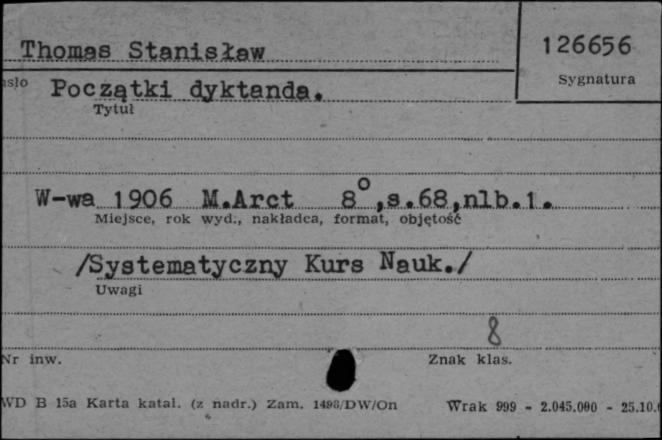 Thomas Stanisław
126656
Sygnatura
Początki dyktanda.
Tytuł
W-wa 1906 M.Arct 8°,s.68,nlb.1.
Miejsce, rok wyd., nakładca, format, objętość
/Systematyczny Kurs Nauk./
Uwagi
8
Nr inw.
Znak klas.
WD B 15a Karta katal. (z nadr.) Zam. /DW/On
Wrak 999 - 2.045.000 - 25.10.